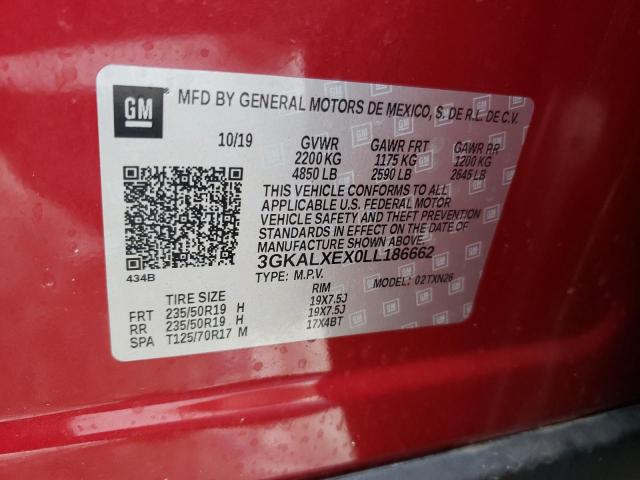 GM
MFD BY GENERAL MOTORS DE MEXICO, S. DE R.L. DE C.V.
10/19 GVWR GAWR FRT GAWR RR
2200 KG 1175 KG 1200 KG
4850 LB 2590 LB 2645 LB
THIS VEHICLE CONFORMS TO ALL
APPLICABLE U.S. FEDERAL MOTOR
VEHICLE SAFETY AND THEFT PREVENTION
STANDARDS IN EFFECT ON DATE OF
MANUFACTURE SHOWN ABOVE.
3GKALXEX0LL186662
434B TYPE: M.P.V. MODEL: 02TXN26
TIRE SIZE RIM
FRT 235/50R19 H 19X7.5J
RR 235/50R19 H 19X7.5J
SPA T125/70R17 M 17X4BT